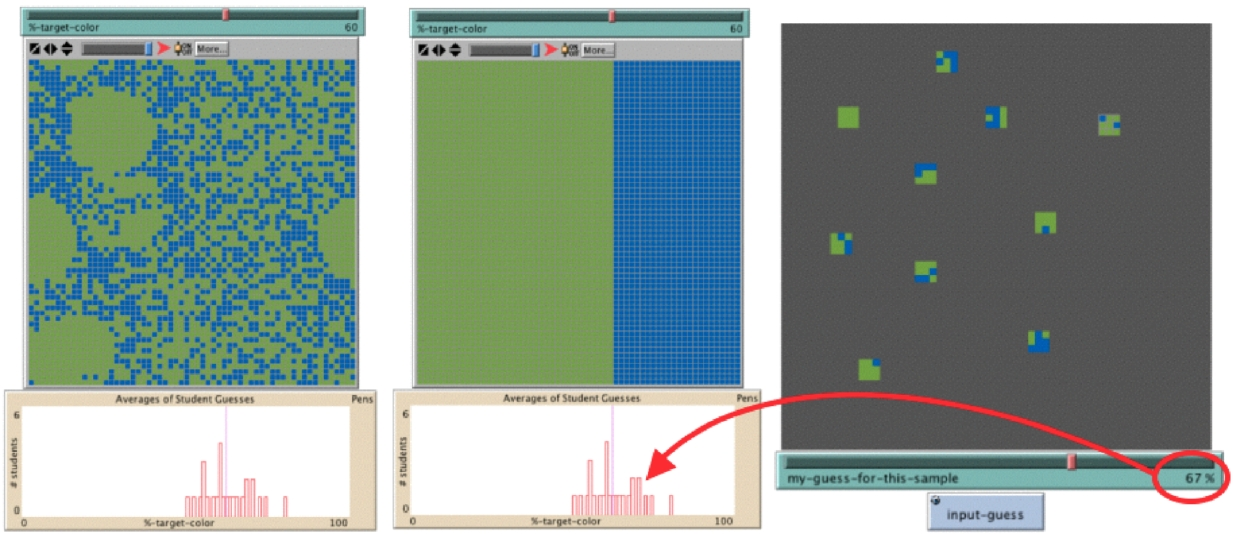 %-target-color 60
More...
Averages of Student Guesses Pens
6
# students
0
0 %-target-color 100
%-target-color 60
More...
Averages of Student Guesses Pens
6
# students
0
0 %-target-color 100
my-guess-for-this-sample 67 %
input-guess